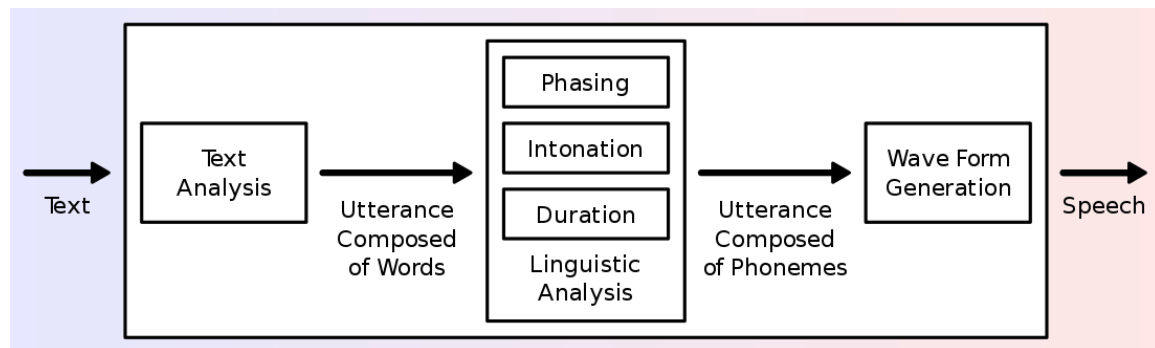 Text
Text
Analysis
Utterance
Composed
of Words
Phasing
Intonation
Duration
Linguistic
Analysis
Utterance
Composed
of Phonemes
Wave Form
Generation
Speech